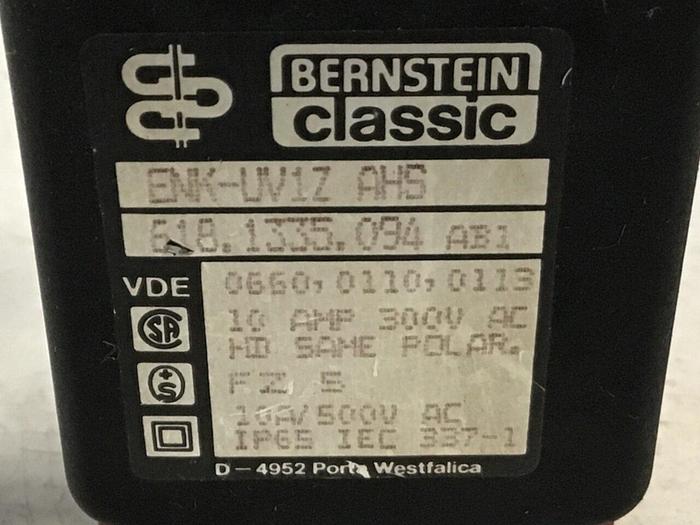 BERNSTEIN
classic
ENK-UV1Z AHS
618.1335.094 AB1
VDE 0660, 0110, 0113
SA 10 AMP 300V AC
HD SAME POLAR.
+S FZ 5
10A/500V AC
IP65 IEC 337-1
D – 4952 Porta Westfalica